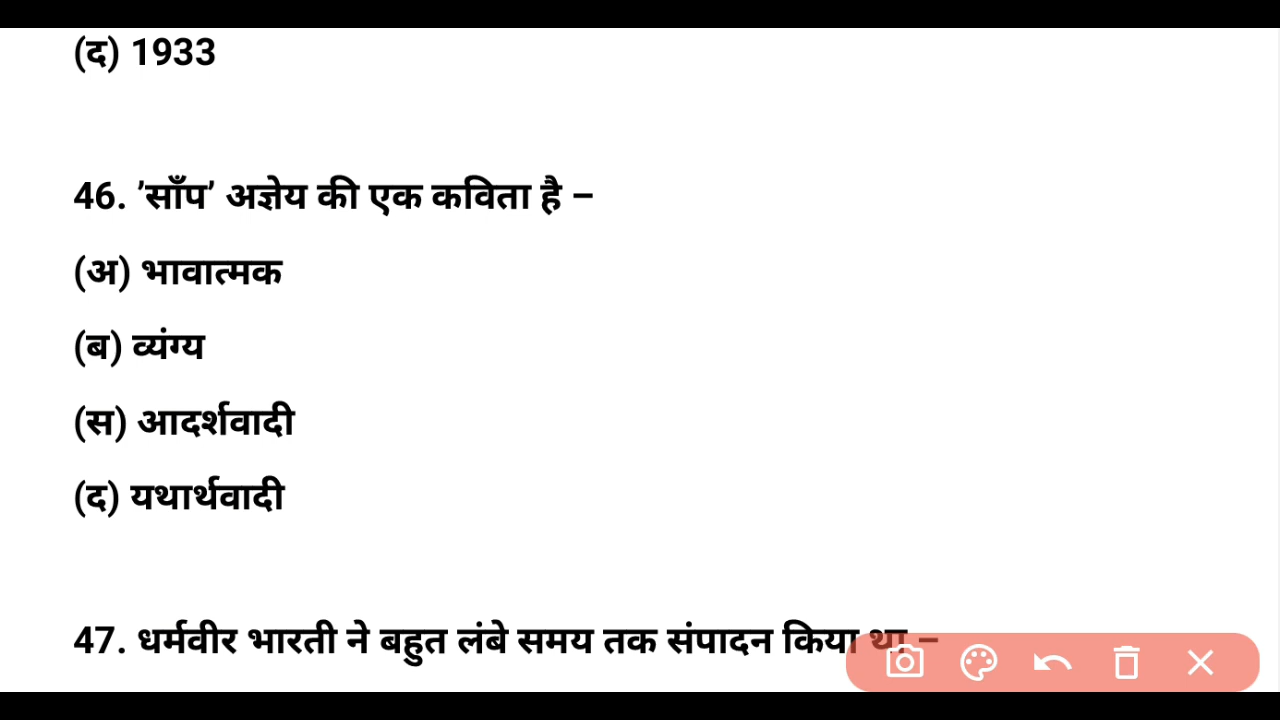 (द) 1933
46. ’साँप’ अज्ञेय की एक कविता है –
(अ) भावात्मक
(ब) व्यंग्य
(स) आदर्शवादी
(द) यथार्थवादी
47. धर्मवीर भारती ने बहुत लंबे समय तक संपादन किया था –